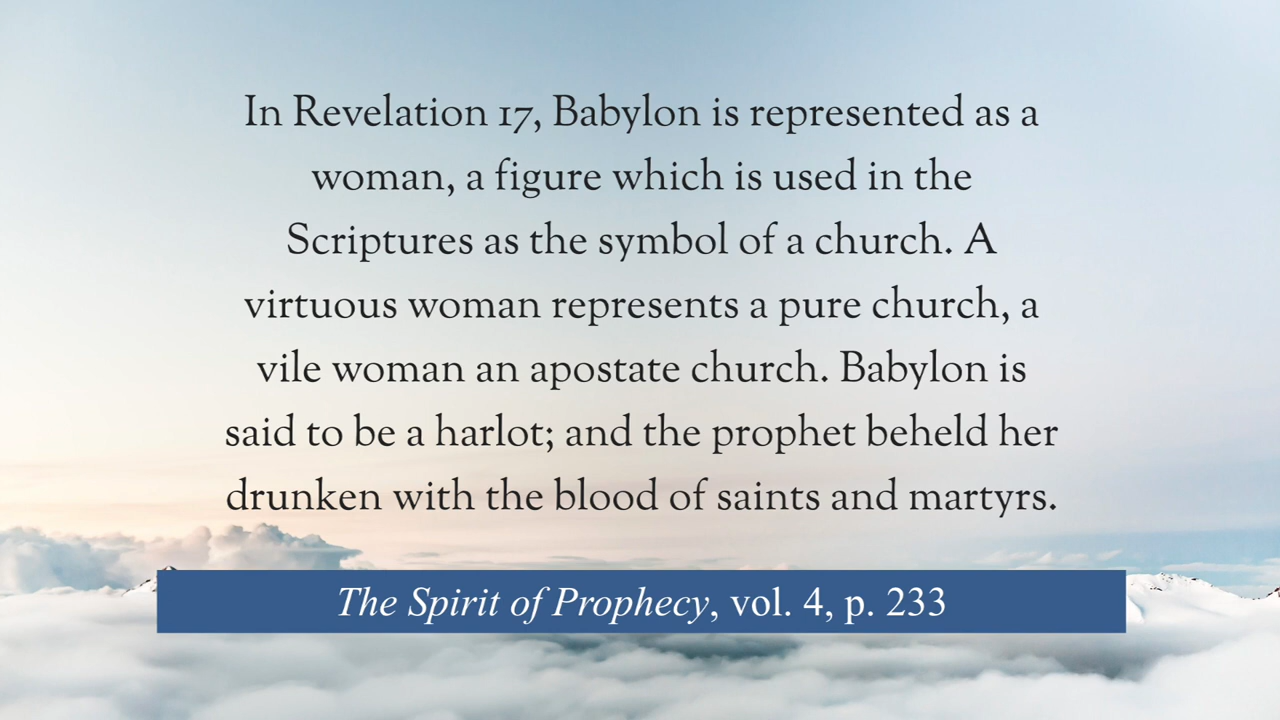 In Revelation 17, Babylon is represented as a
woman, a figure which is used in the
Scriptures as the symbol of a church. A
virtuous woman represents a pure church, a
vile woman an apostate church. Babylon is
said to be a harlot; and the prophet beheld her
drunken with the blood of saints and martyrs.
The Spirit of Prophecy, vol. 4, p. 233